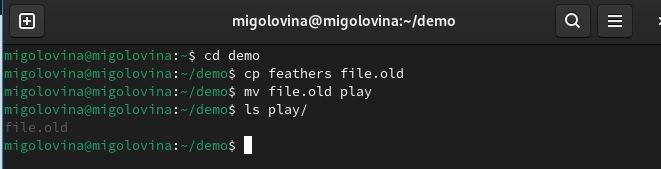 migolovina@migolovina:~/demo
migolovina@migolovina:~$ cd demo
migolovina@migolovina:~/demo$ cp feathers file.old
migolovina@migolovina:~/demo$ mv file.old play
migolovina@migolovina:~/demo$ ls play/
file.old
migolovina@migolovina:~/demo$